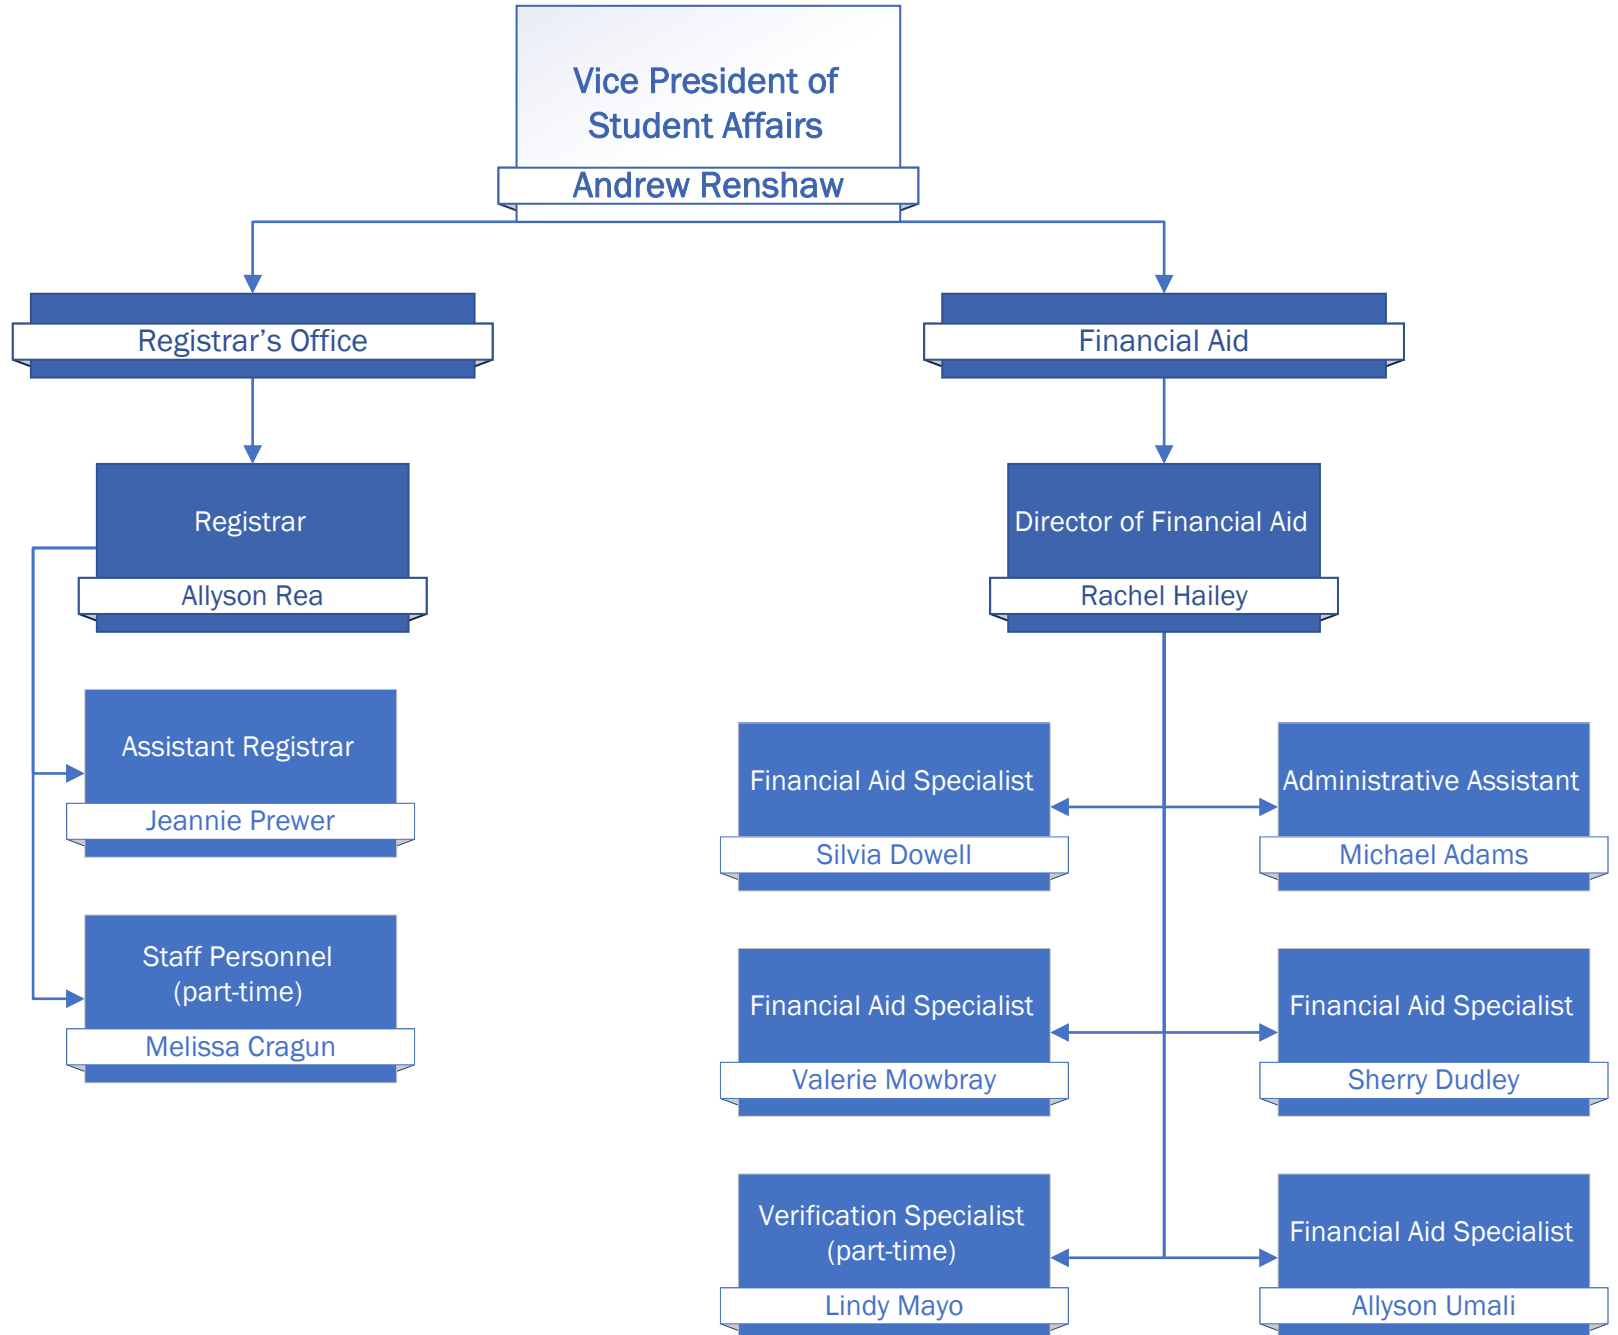 Vice President of
Student Affairs
Andrew Renshaw
Registrar’s Office
Financial Aid
Registrar
Allyson Rea
Director of Financial Aid
Rachel Hailey
Assistant Registrar
Jeannie Prewer
Staff Personnel
(part-time)
Melissa Cragun
Financial Aid Specialist
Silvia Dowell
Administrative Assistant
Michael Adams
Financial Aid Specialist
Valerie Mowbray
Financial Aid Specialist
Sherry Dudley
Verification Specialist
(part-time)
Lindy Mayo
Financial Aid Specialist
Allyson Umali